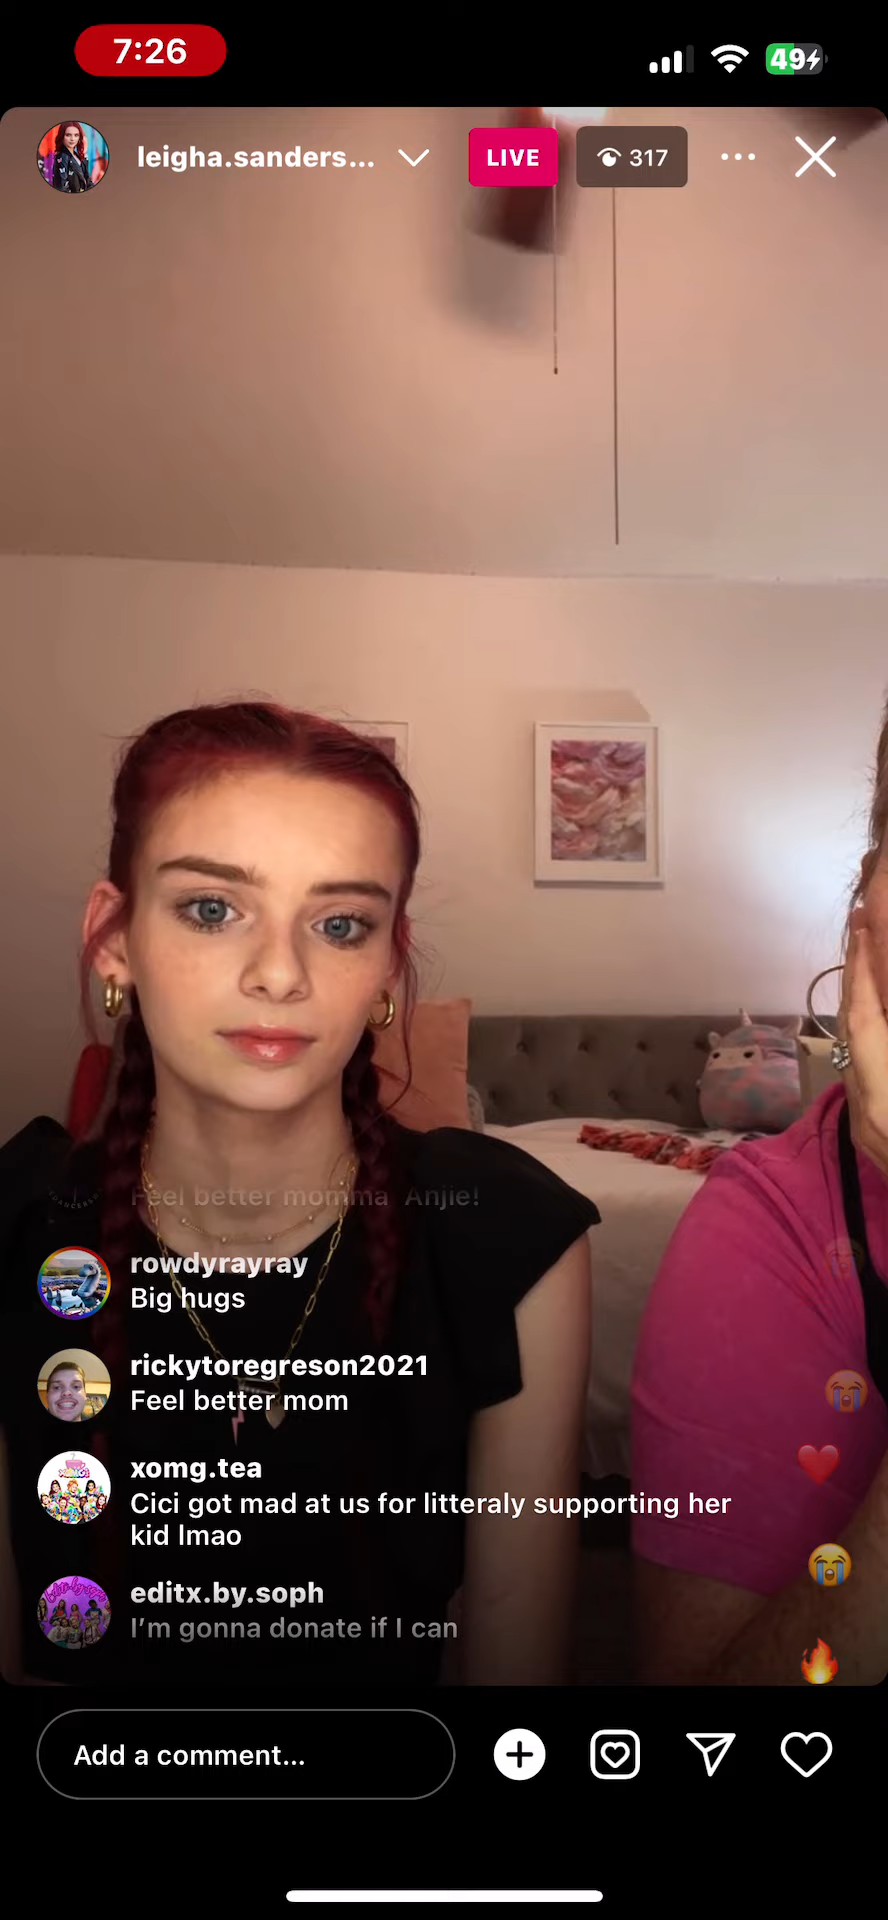 7:26
49
leigha.sanders...
LIVE
317
Feel better momma Anjie!
rowdyrayray
Big hugs
rickytoregreson2021
Feel better mom
xomg.tea
Cici got mad at us for litteraly supporting her
kid lmao
editx.by.soph
I’m gonna donate if I can
Add a comment...